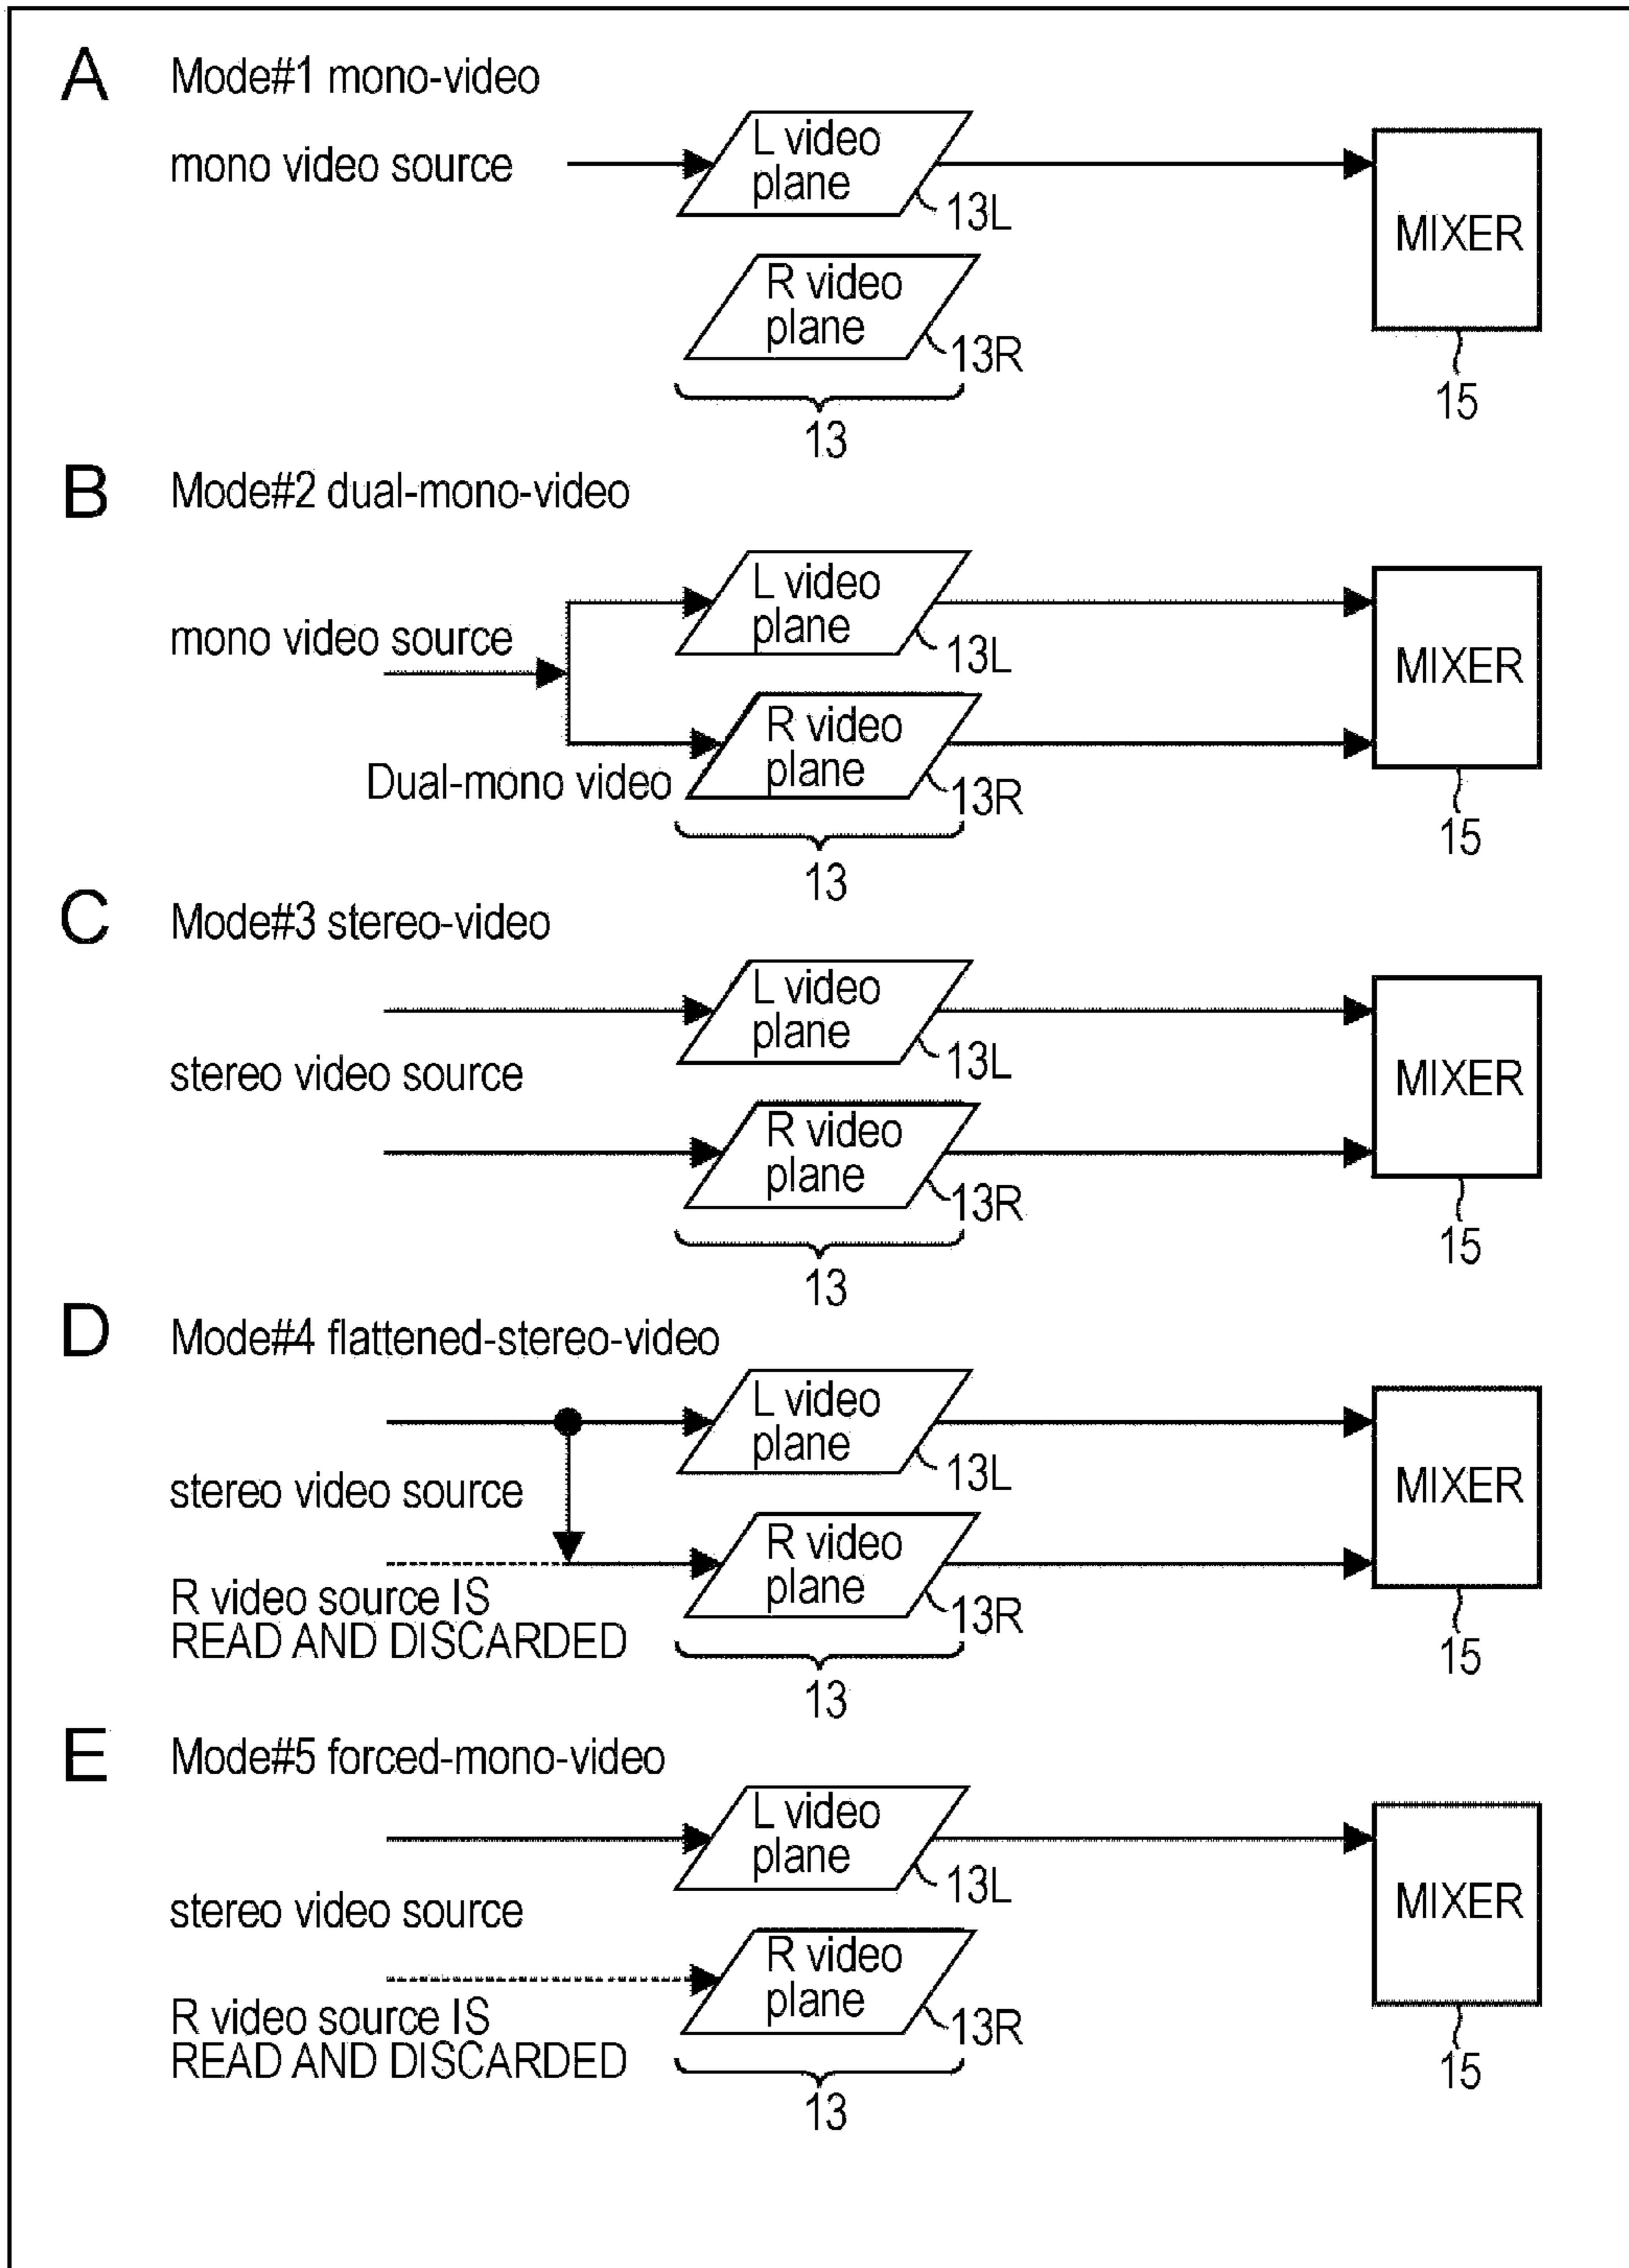 A Mode#1 mono-video
mono video source
L video
plane
13L
R video
plane
13R
13
MIXER
15
B Mode#2 dual-mono-video
mono video source
Dual-mono video
L video
plane
13L
R video
plane
13R
13
MIXER
15
C Mode#3 stereo-video
stereo video source
L video
plane
13L
R video
plane
13R
13
MIXER
15
D Mode#4 flattened-stereo-video
stereo video source
R video source IS
READ AND DISCARDED
L video
plane
13L
R video
plane
13R
13
MIXER
15
E Mode#5 forced-mono-video
stereo video source
R video source IS
READ AND DISCARDED
L video
plane
13L
R video
plane
13R
13
MIXER
15